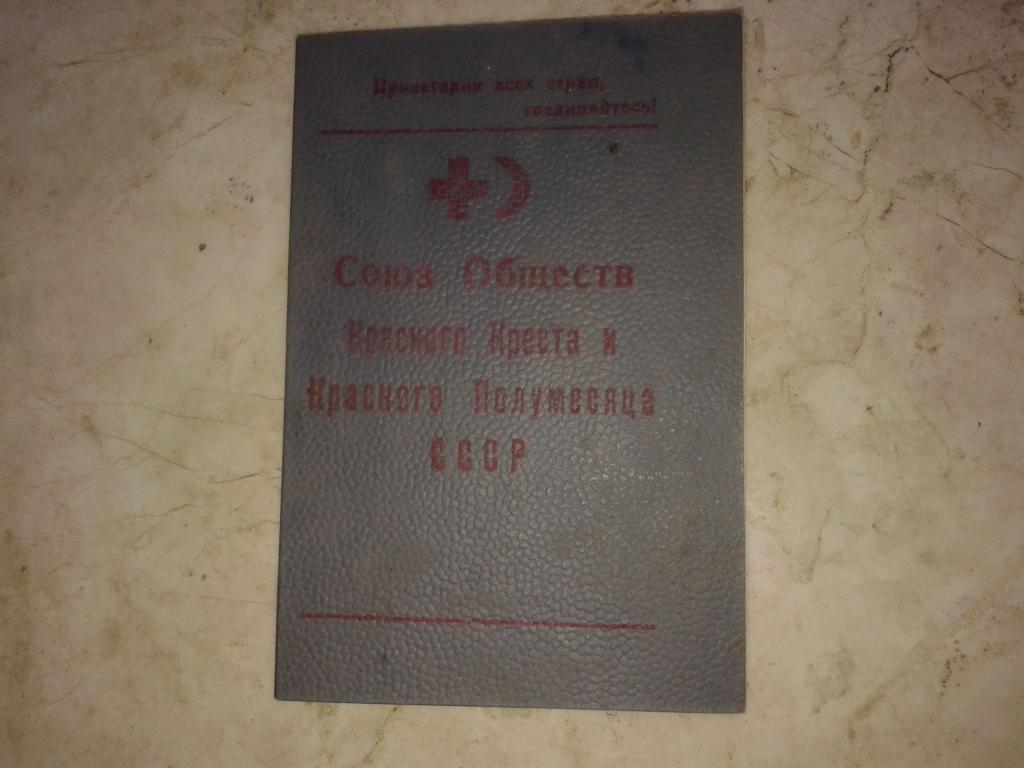 Пролетарии всех стран,
соединяйтесь!
Союз Обществ
Красного Креста и
Красного Полумесяца
СССР